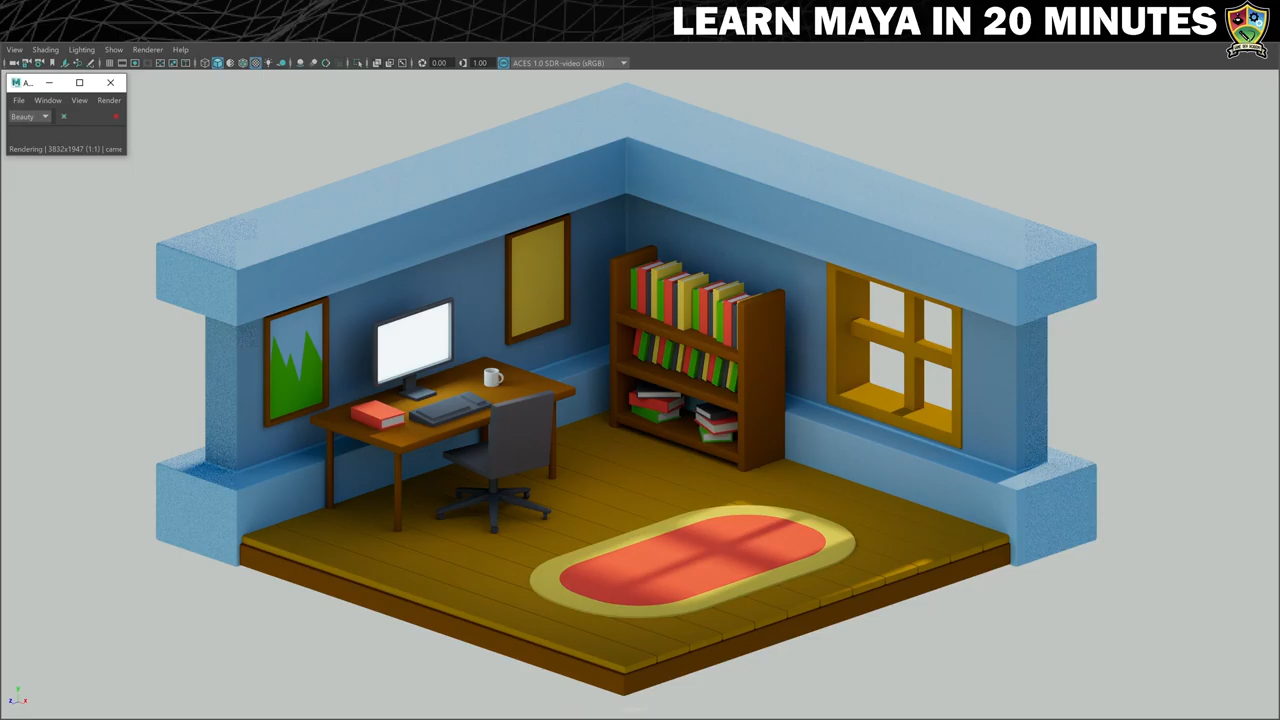 LEARN MAYA IN 20 MINUTES
View Shading Lighting Show Renderer Help
0.00 1.00 ACES 1.0 SDR-video (sRGB)
A...
File Window View Render
Beauty
Rendering | 3832x1947 (1:1) | came
y
z x